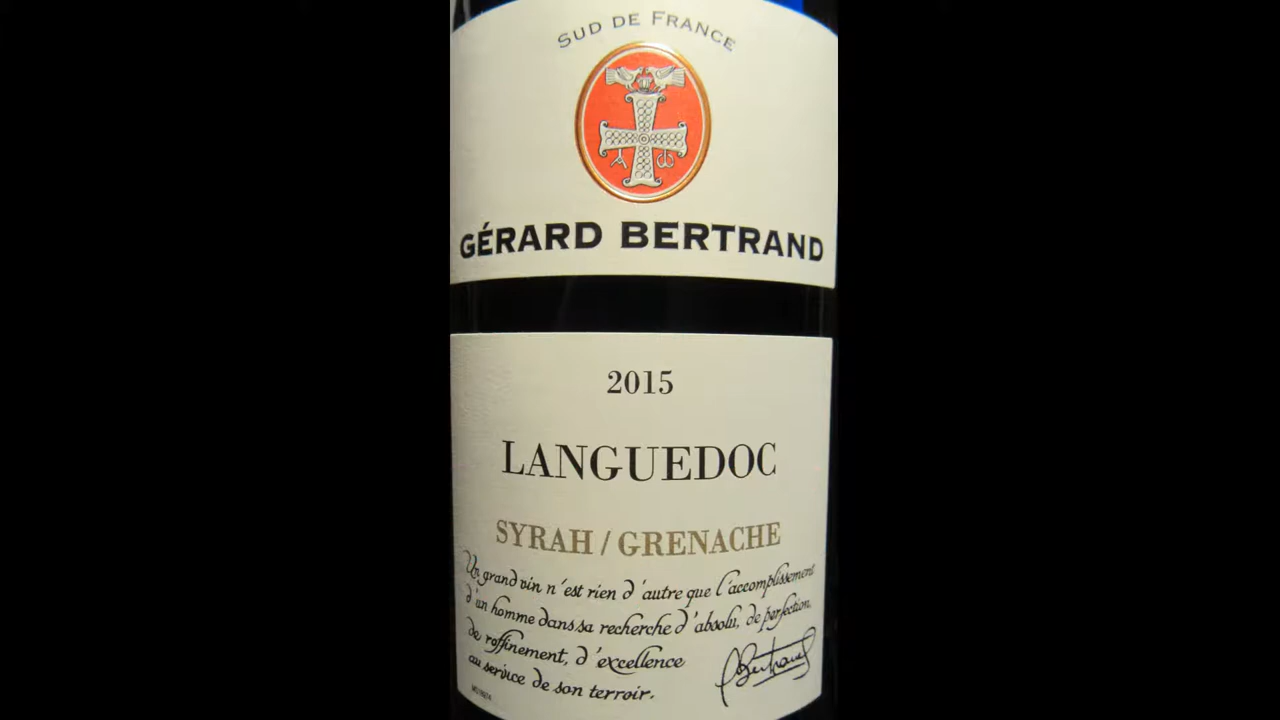 SUD DE FRANCE
GÉRARD BERTRAND
2015
LANGUEDOC
SYRAH / GRENACHE
Un grand vin n'est rien d'autre que l'accomplissement
d'un homme dans sa recherche d'absolu, de perfection,
de raffinement, d'excellence
au service de son terroir.
GBertrand